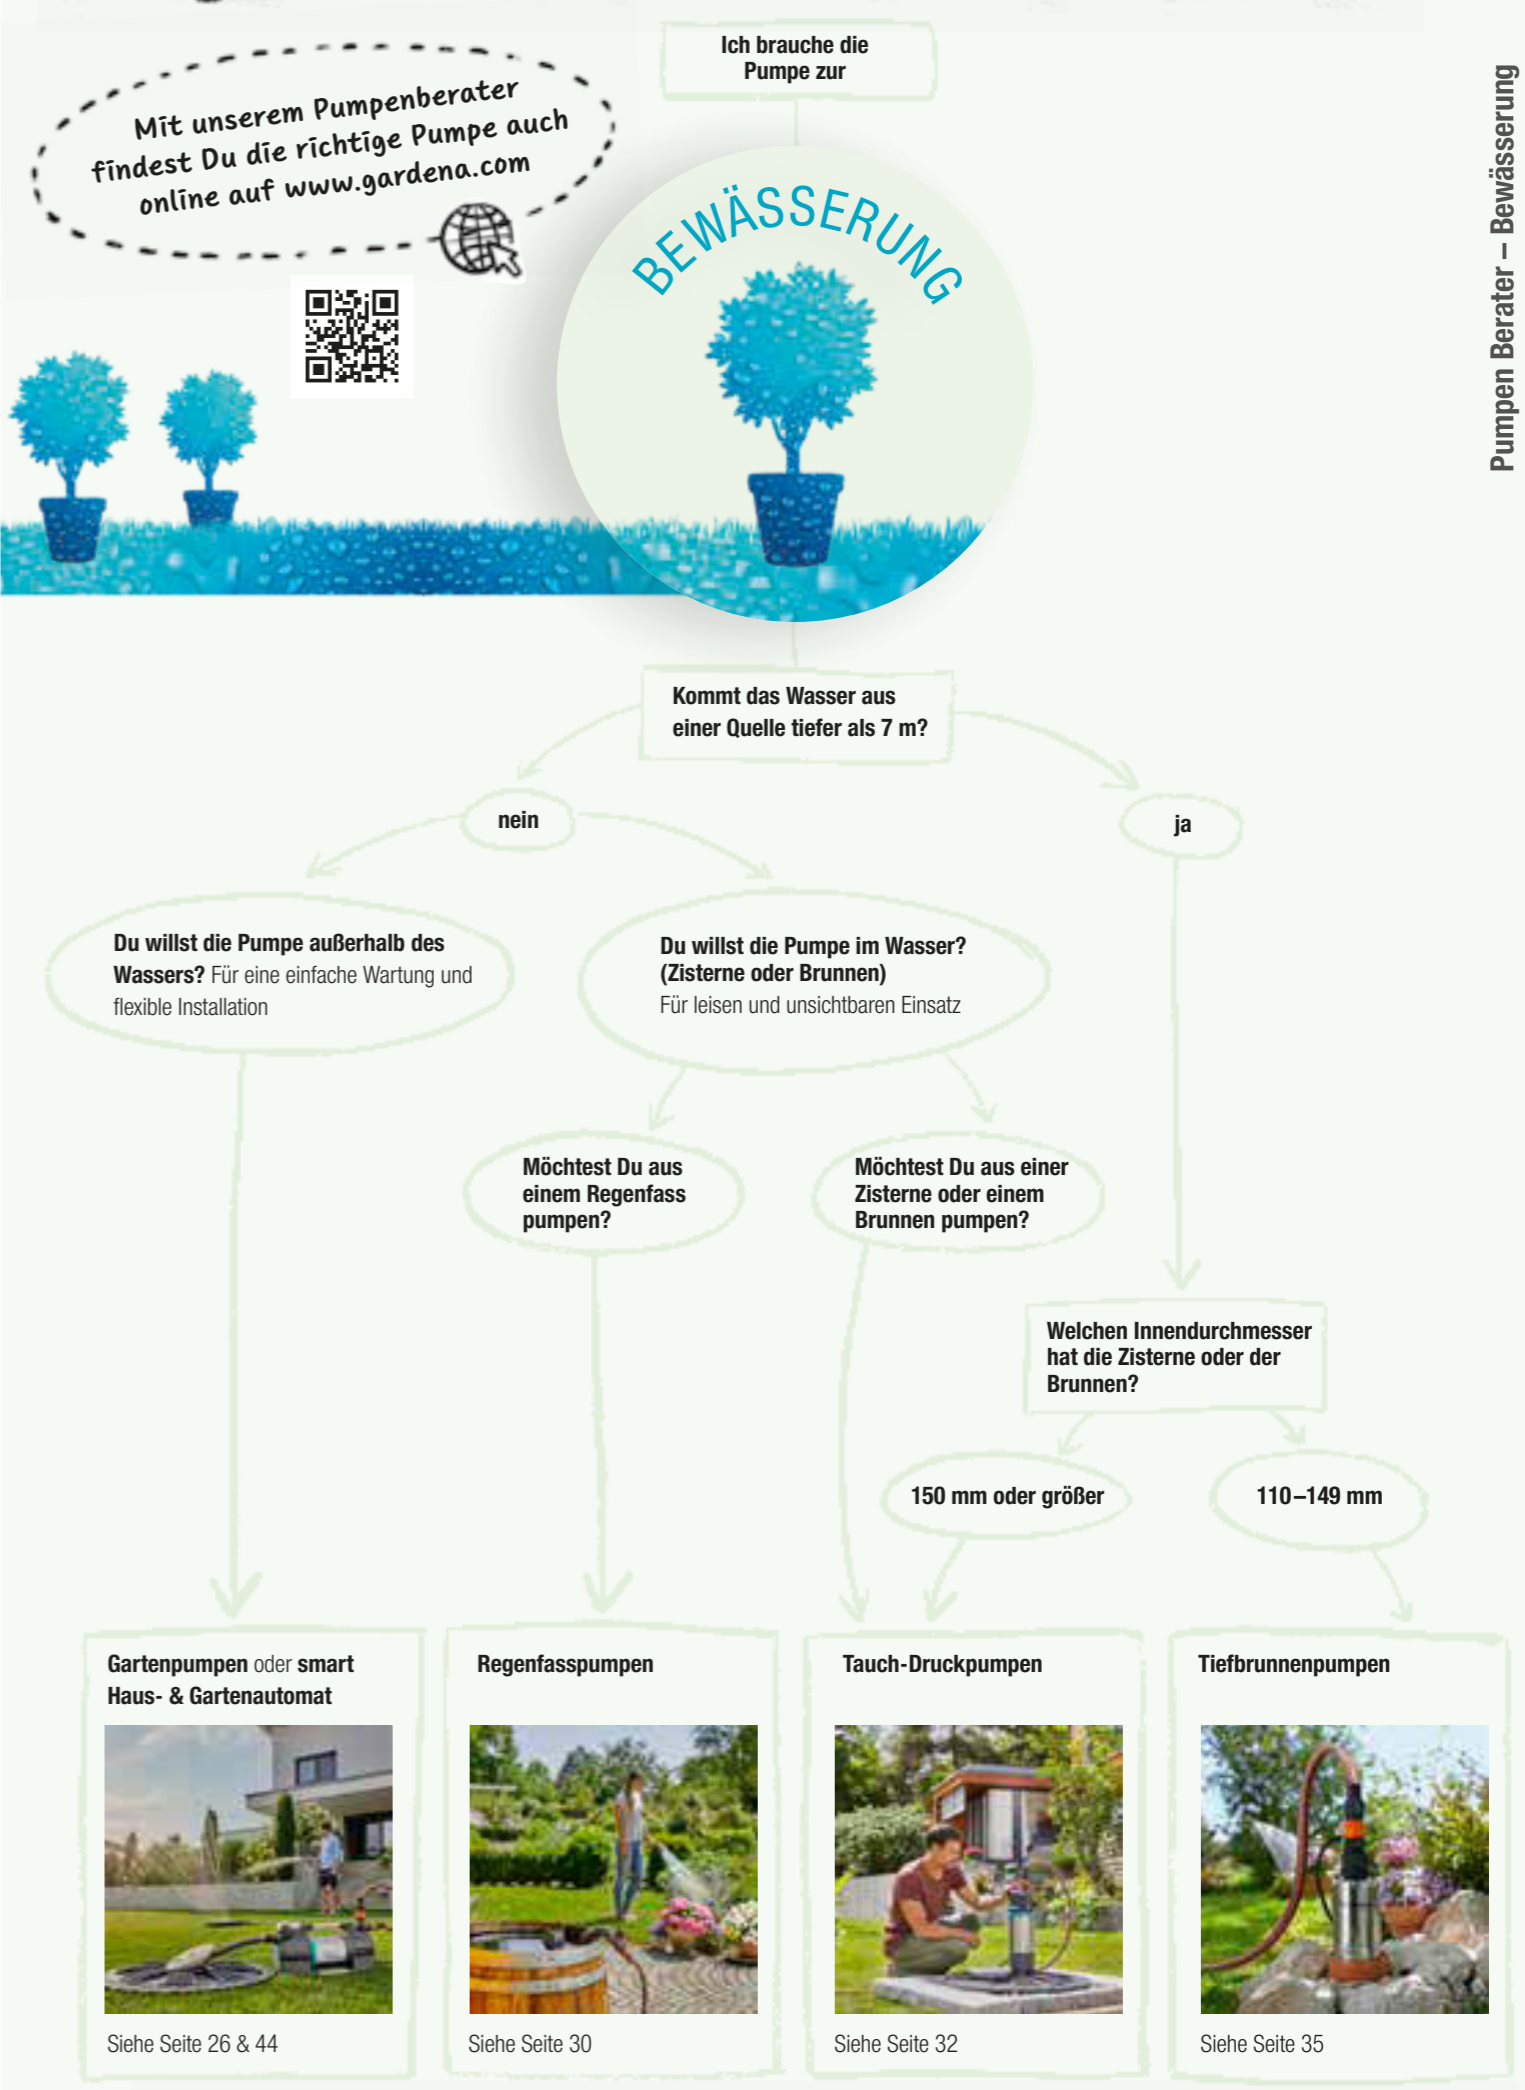 Ich brauche die
Pumpe zur
Mit unserem Pumpenberater
findest Du die richtige Pumpe auch
online auf www.gardena.com
BEWÄSSERUNG
Pumpen Berater – Bewässerung
Kommt das Wasser aus
einer Quelle tiefer als 7 m?
nein
ja
Du willst die Pumpe außerhalb des
Wassers? Für eine einfache Wartung und
flexible Installation
Du willst die Pumpe im Wasser?
(Zisterne oder Brunnen)
Für leisen und unsichtbaren Einsatz
Möchtest Du aus
einem Regenfass
pumpen?
Möchtest Du aus einer
Zisterne oder einem
Brunnen pumpen?
Welchen Innendurchmesser
hat die Zisterne oder der
Brunnen?
150 mm oder größer
110–149 mm
Gartenpumpen oder smart
Haus- & Gartenautomat
Siehe Seite 26 & 44
Regenfasspumpen
Siehe Seite 30
Tauch-Druckpumpen
Siehe Seite 32
Tiefbrunnenpumpen
Siehe Seite 35